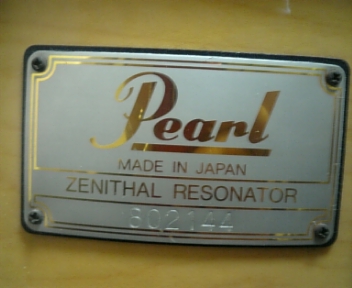 Pearl
MADE IN JAPAN
ZENITHAL RESONATOR
802144